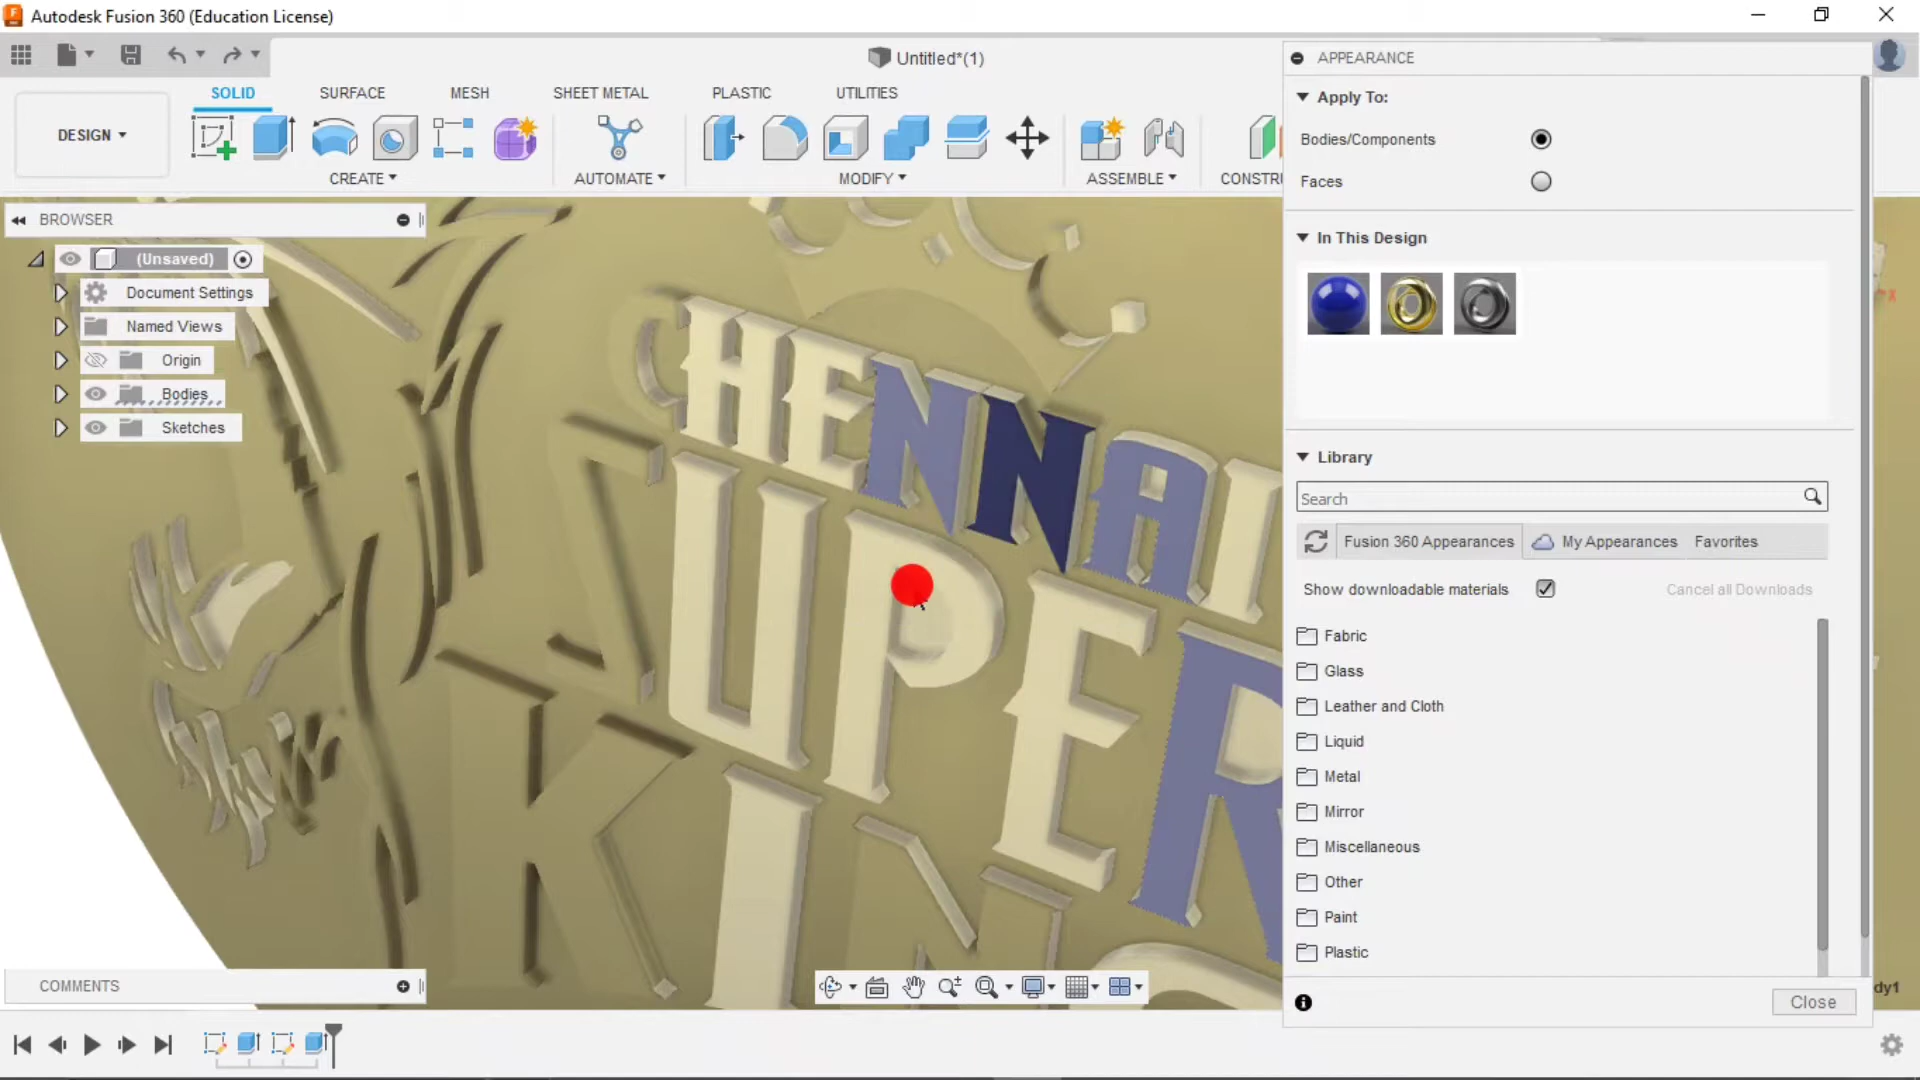 Autodesk Fusion 360 (Education License)
Untitled*(1)
SOLID
SURFACE
MESH
SHEET METAL
PLASTIC
UTILITIES
DESIGN
CREATE
AUTOMATE
MODIFY
ASSEMBLE
CONSTR
BROWSER
(Unsaved)
Document Settings
Named Views
Origin
Bodies
Sketches
HENNAI
UPER
KING
APPEARANCE
Apply To:
Bodies/Components
Faces
In This Design
Library
Search
Fusion 360 Appearances
My Appearances
Favorites
Show downloadable materials
Cancel all Downloads
Fabric
Glass
Leather and Cloth
Liquid
Metal
Mirror
Miscellaneous
Other
Paint
Plastic
Close
dy1
COMMENTS